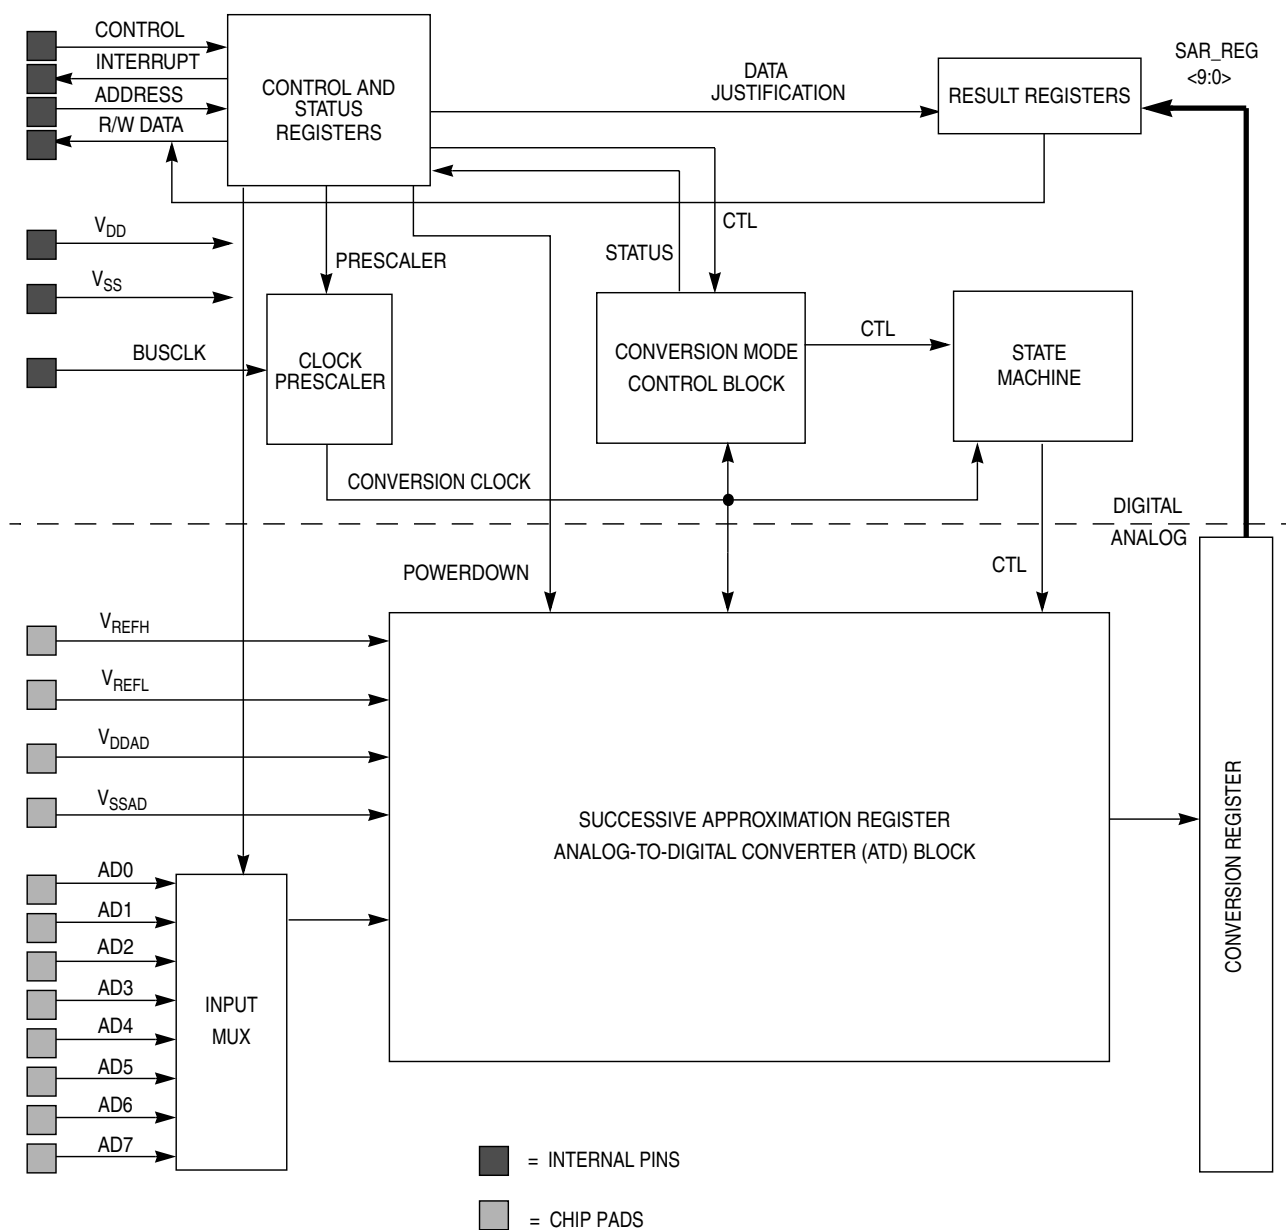 CONTROL
INTERRUPT
ADDRESS
R/W DATA
CONTROL AND
STATUS
REGISTERS
DATA
JUSTIFICATION
RESULT REGISTERS
SAR_REG
<9:0>
VDD
VSS
BUSCLK
PRESCALER
CLOCK
PRESCALER
STATUS
CTL
CONVERSION MODE
CONTROL BLOCK
CTL
STATE
MACHINE
CONVERSION CLOCK
DIGITAL
ANALOG
POWERDOWN
CTL
VREFH
VREFL
VDDAD
VSSAD
SUCCESSIVE APPROXIMATION REGISTER
ANALOG-TO-DIGITAL CONVERTER (ATD) BLOCK
CONVERSION REGISTER
AD0
AD1
AD2
AD3
AD4
AD5
AD6
AD7
INPUT
MUX
= INTERNAL PINS
= CHIP PADS